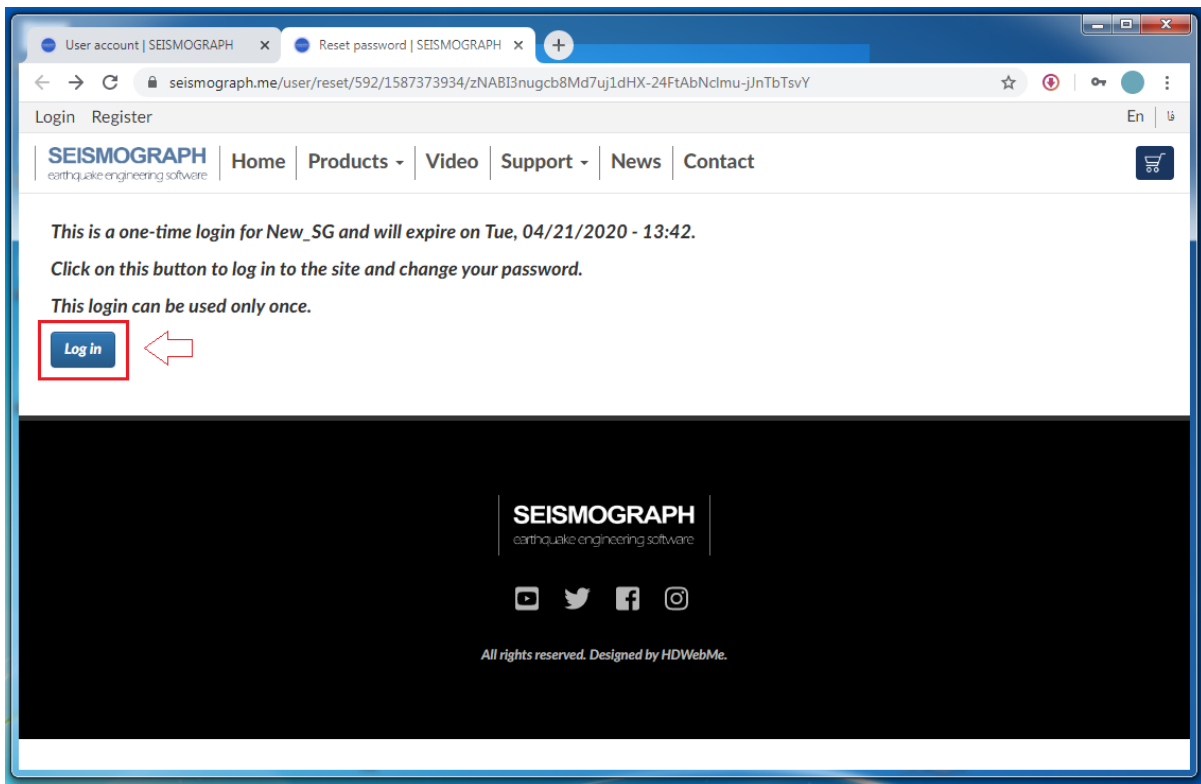 User account | SEISMOGRAPH
Reset password | SEISMOGRAPH
seismograph.me/user/reset/592/1587373934/zNABI3nugcb8Md7uj1dHX-24FtAbNclmu-jJnTbTsvY
Login Register En فا
SEISMOGRAPH
earthquake engineering software
Home Products Video Support News Contact
This is a one-time login for New_SG and will expire on Tue, 04/21/2020 - 13:42.
Click on this button to log in to the site and change your password.
This login can be used only once.
Log in
SEISMOGRAPH
earthquake engineering software
All rights reserved. Designed by HDWebMe.